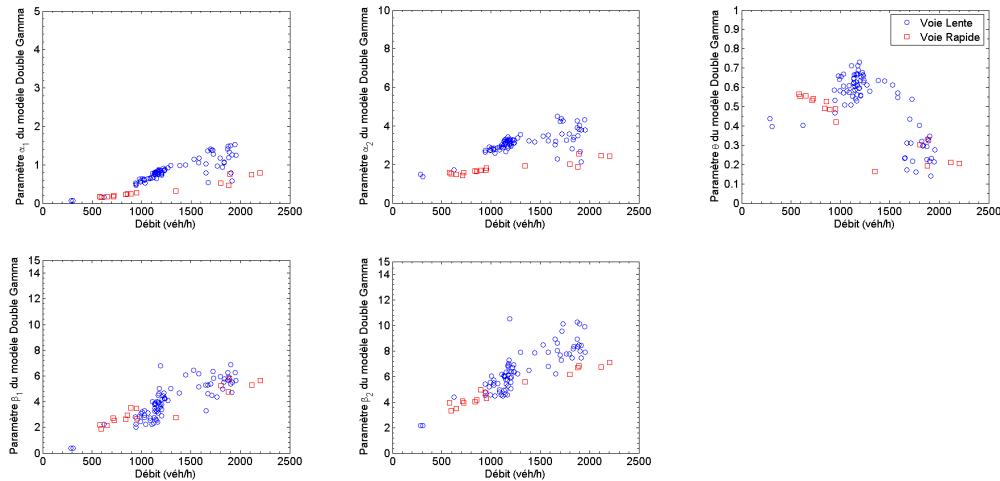 5
4
3
2
1
0
0 500 1000 1500 2000 2500
Débit (véh/h)
Paramètre α1 du modèle Double Gamma
10
8
6
4
2
0
0 500 1000 1500 2000 2500
Débit (véh/h)
Paramètre α2 du modèle Double Gamma
1
0.9
0.8
0.7
0.6
0.5
0.4
0.3
0.2
0.1
0
0 500 1000 1500 2000 2500
Débit (véh/h)
Paramètre θ du modèle Double Gamma
Voie Lente
Voie Rapide
15
14
12
10
8
6
4
2
0
0 500 1000 1500 2000 2500
Débit (véh/h)
Paramètre β1 du modèle Double Gamma
15
14
12
10
8
6
4
2
0
0 500 1000 1500 2000 2500
Débit (véh/h)
Paramètre β2 du modèle Double Gamma